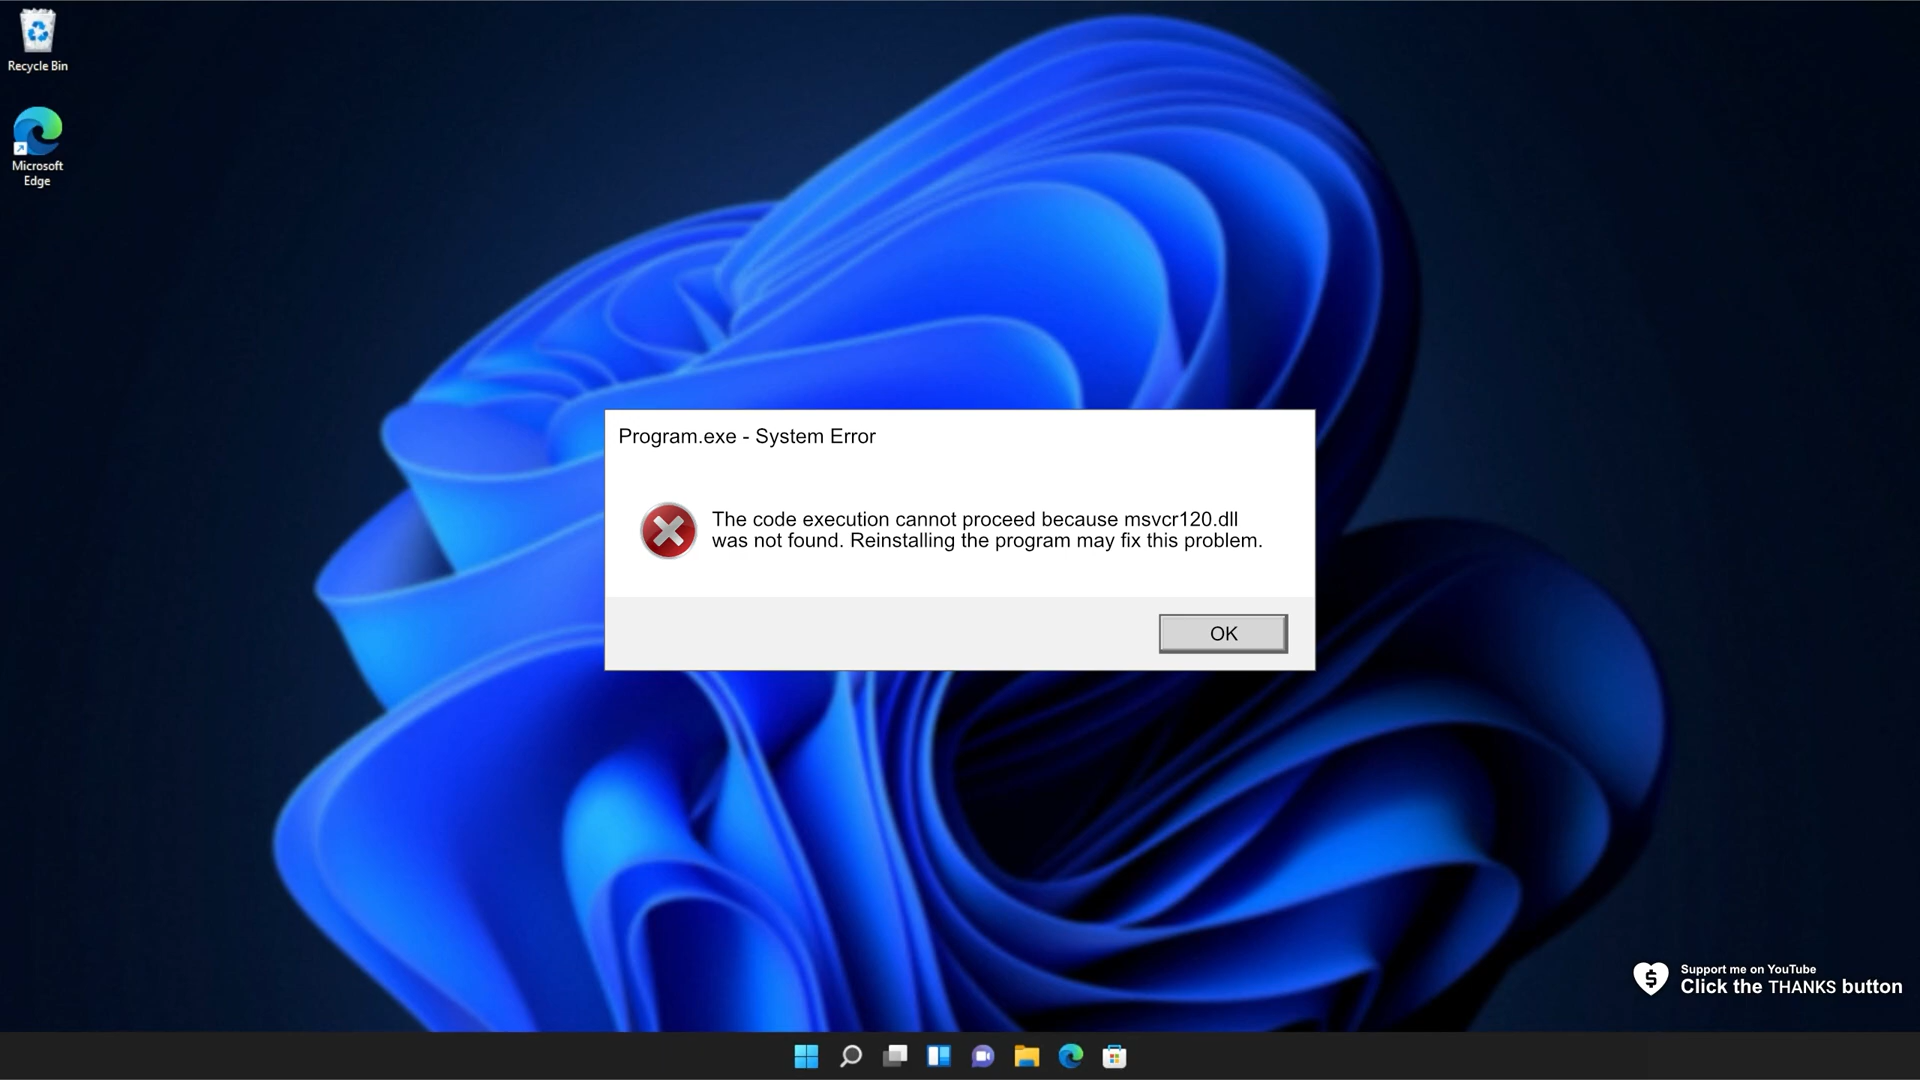 Recycle Bin
Microsoft
Edge
Program.exe - System Error
The code execution cannot proceed because msvcr120.dll
was not found. Reinstalling the program may fix this problem.
OK
Support me on YouTube
Click the THANKS button